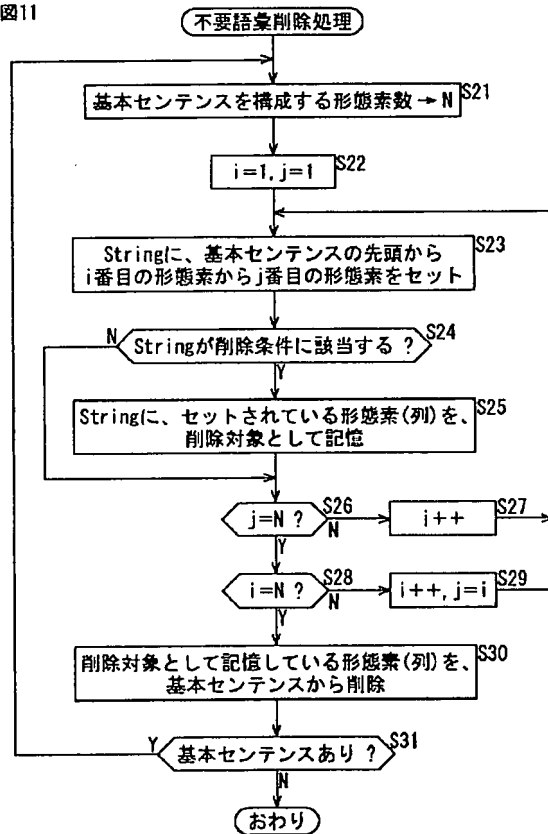 図11
不要語彙削除処理
基本センテンスを構成する形態素数→N
S21
i=1,j=1
S22
Stringに、基本センテンスの先頭から
i番目の形態素からj番目の形態素をセット
S23
N
Stringが削除条件に該当する ?
S24
Y
Stringに、セットされている形態素(列)を、
削除対象として記憶
S25
j=N ?
S26
N
i++
S27
Y
i=N ?
S28
N
i++,j=i
S29
Y
削除対象として記憶している形態素(列)を、
基本センテンスから削除
S30
Y
基本センテンスあり ?
S31
N
おわり